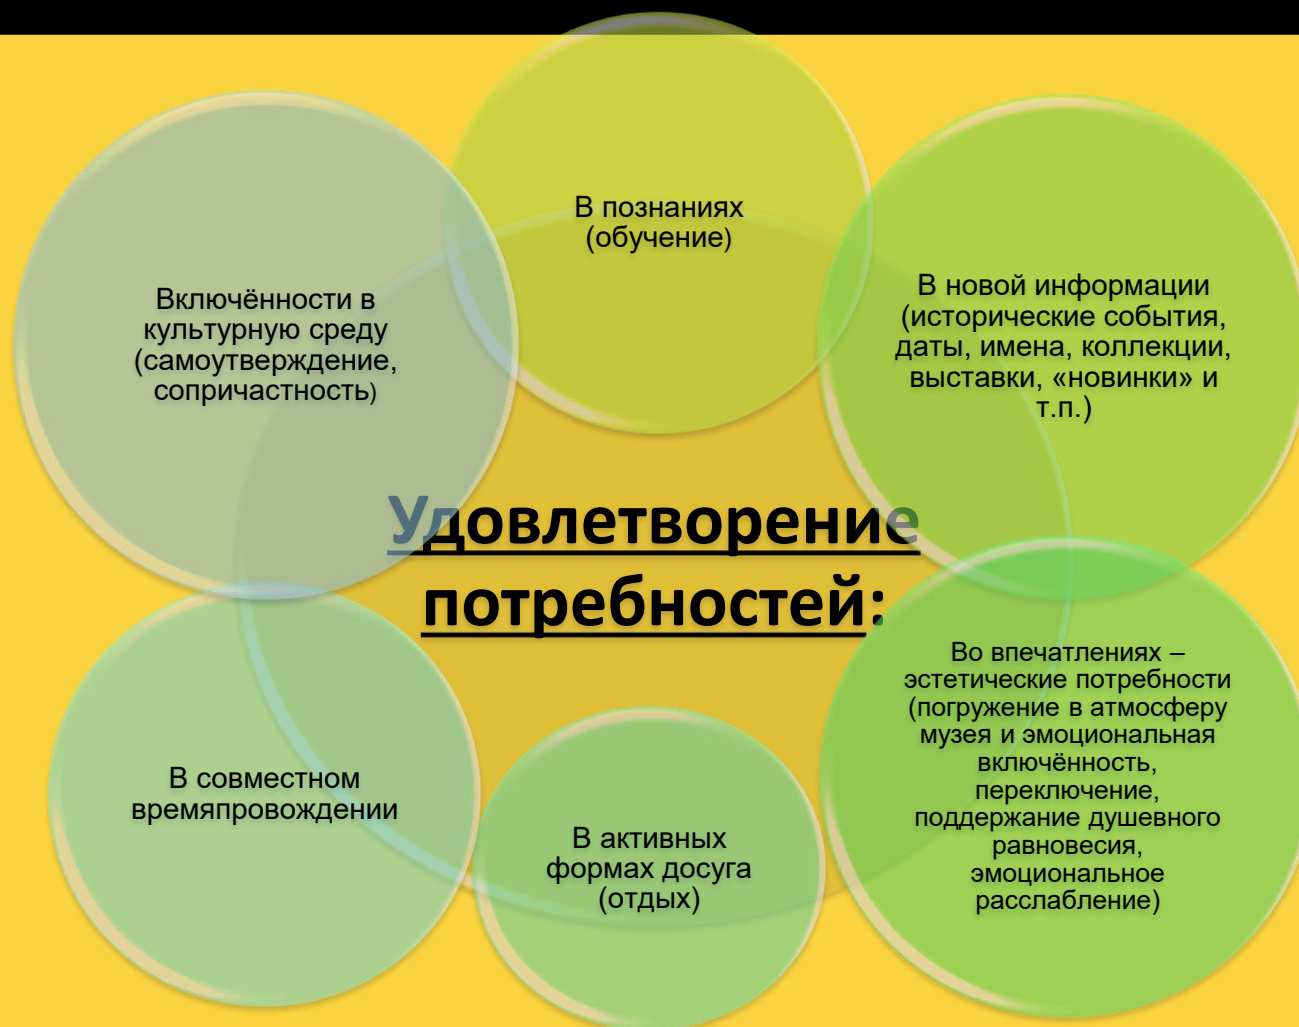 В познаниях
(обучение)
В новой информации
(исторические события,
даты, имена, коллекции,
выставки, «новинки» и
т.п.)
Во впечатлениях –
эстетические потребности
(погружение в атмосферу
музея и эмоциональная
включённость,
переключение,
поддержание душевного
равновесия,
эмоциональное
расслабление)
В активных
формах досуга
(отдых)
В совместном
времяпровождении
Включённости в
культурную среду
(самоутверждение,
сопричастность)
Удовлетворение
потребностей: